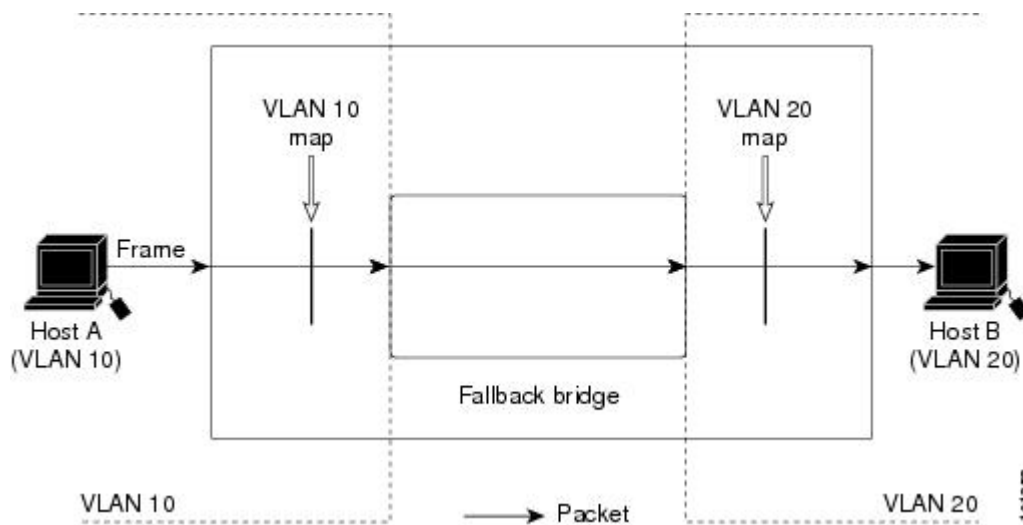 VLAN 10
map
VLAN 20
map
Frame
Host A
(VLAN 10)
Host B
(VLAN 20)
Fallback bridge
VLAN 10
Packet
VLAN 20